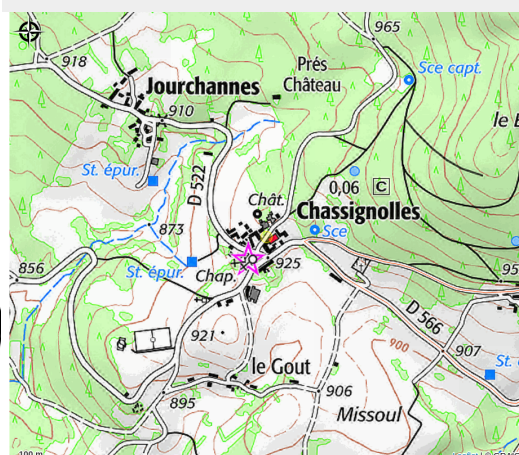 965
918
Prés
Château
Sce capt.
Jourchannes
910
le
St. épur.
D 522
0,06 C
Chât.
Chassignolles
873
Sce
St. épur.
Chap.
925
856
D 566
921
900
907
le Gout
St.
895
906
Missoul
100 m